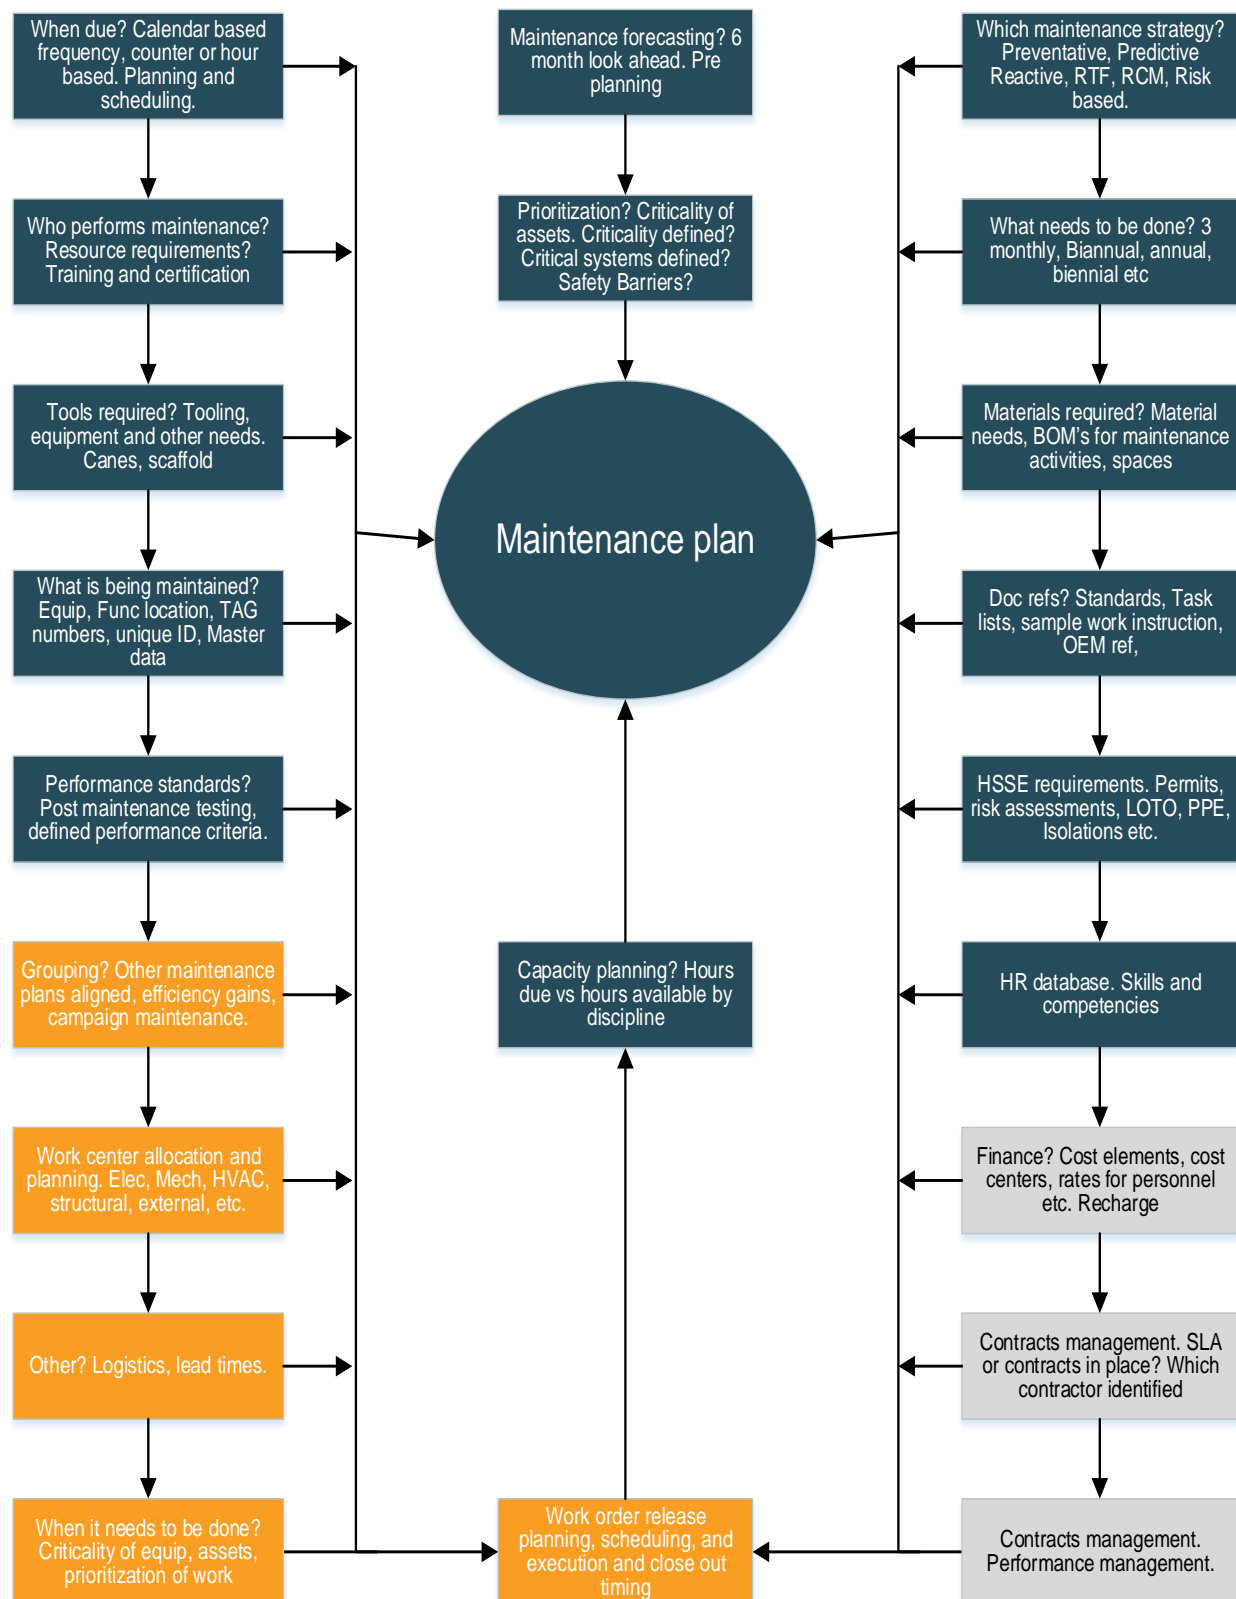 When due? Calendar based
frequency, counter or hour
based. Planning and
scheduling.
Who performs maintenance?
Resource requirements?
Training and certification
Tools required? Tooling,
equipment and other needs.
Canes, scaffold
What is being maintained?
Equip, Func location, TAG
numbers, unique ID, Master
data
Performance standards?
Post maintenance testing,
defined performance criteria.
Grouping? Other maintenance
plans aligned, efficiency gains,
campaign maintenance.
Work center allocation and
planning. Elec, Mech, HVAC,
structural, external, etc.
Other? Logistics, lead times.
When it needs to be done?
Criticality of equip, assets,
prioritization of work
Maintenance forecasting? 6
month look ahead. Pre
planning
Prioritization? Criticality of
assets. Criticality defined?
Critical systems defined?
Safety Barriers?
Maintenance plan
Capacity planning? Hours
due vs hours available by
discipline
Work order release
planning, scheduling, and
execution and close out
timing
Which maintenance strategy?
Preventative, Predictive
Reactive, RTF, RCM, Risk
based.
What needs to be done? 3
monthly, Biannual, annual,
biennial etc
Materials required? Material
needs, BOM's for maintenance
activities, spaces
Doc refs? Standards, Task
lists, sample work instruction,
OEM ref,
HSSE requirements. Permits,
risk assessments, LOTO, PPE,
Isolations etc.
HR database. Skills and
competencies
Finance? Cost elements, cost
centers, rates for personnel
etc. Recharge
Contracts management. SLA
or contracts in place? Which
contractor identified
Contracts management.
Performance management.